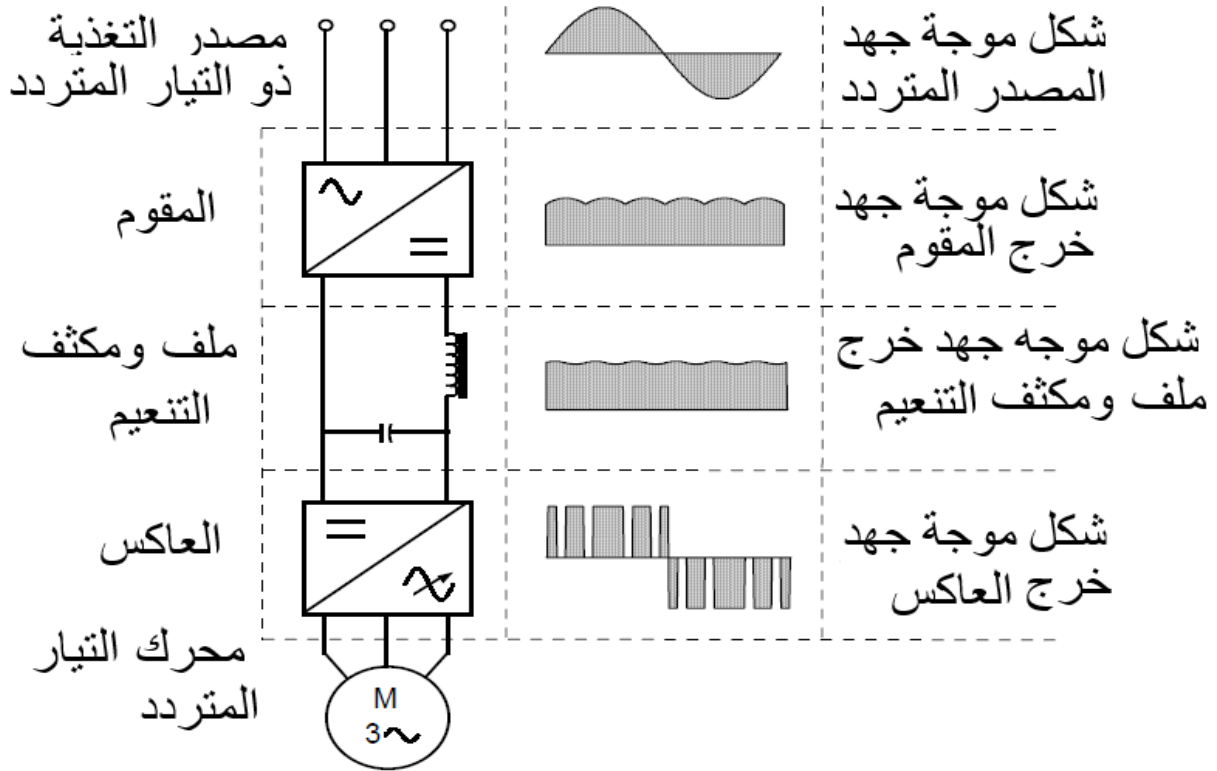 شكل موجة جهد
المصدر المتردد
مصدر التغذية
ذو التيار المتردد
شكل موجة جهد
خرج المقوم
المقوم
شكل موجه جهد خرج
ملف ومكثف التنعيم
ملف ومكثف
التنعيم
شكل موجة جهد
خرج العاكس
العاكس
محرك التيار
المتردد
M
3~